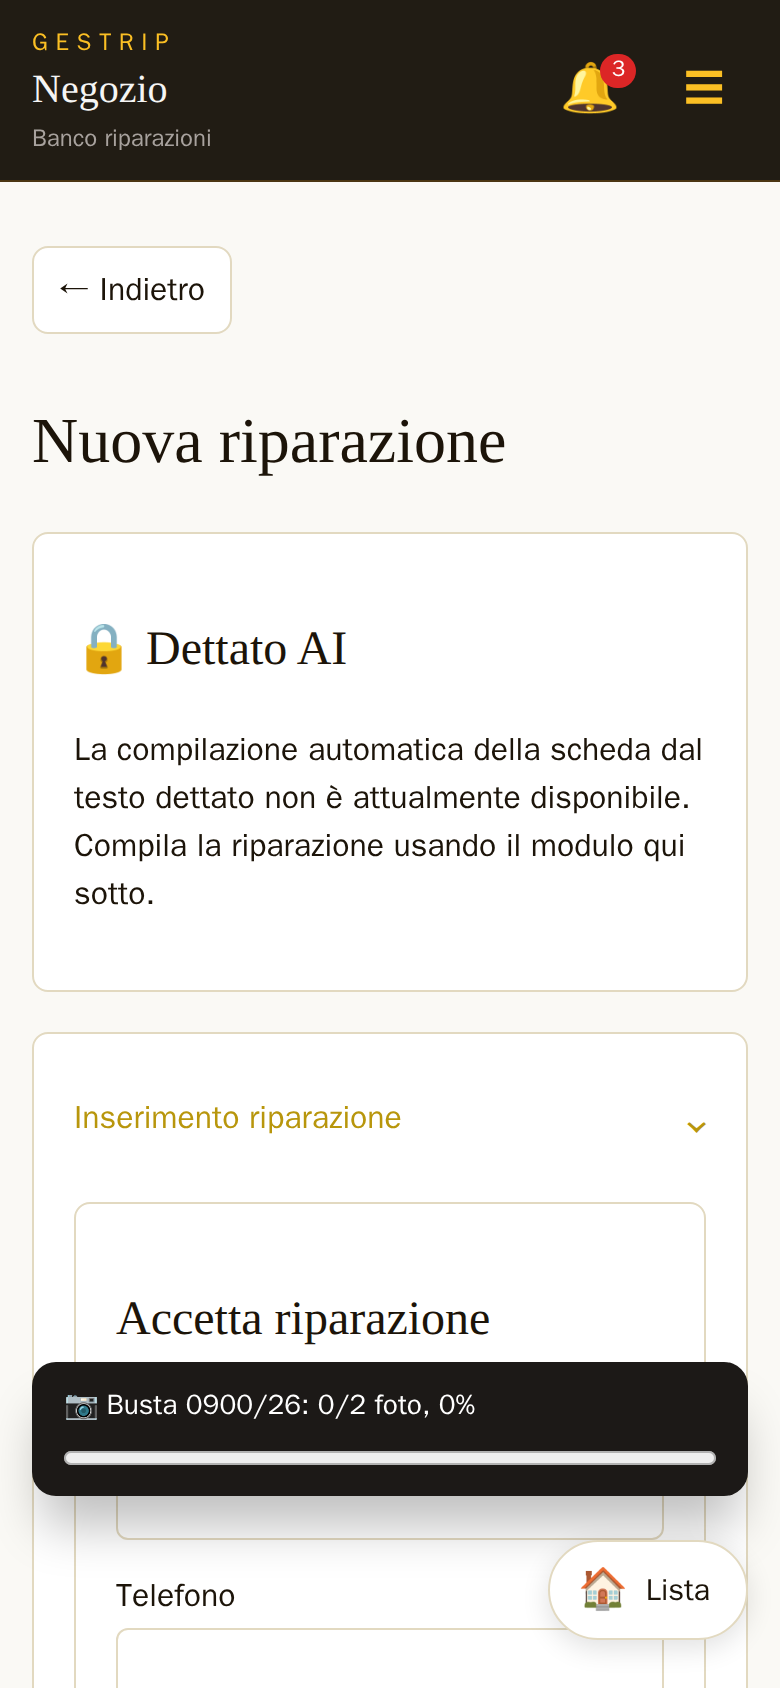 GESTRIP
Negozio
Banco riparazioni
3
← Indietro
Nuova riparazione
🔒 Dettato AI
La compilazione automatica della scheda dal
testo dettato non è attualmente disponibile.
Compila la riparazione usando il modulo qui
sotto.
Inserimento riparazione
Accetta riparazione
📷 Busta 0900/26: 0/2 foto, 0%
Telefono
🏠 Lista